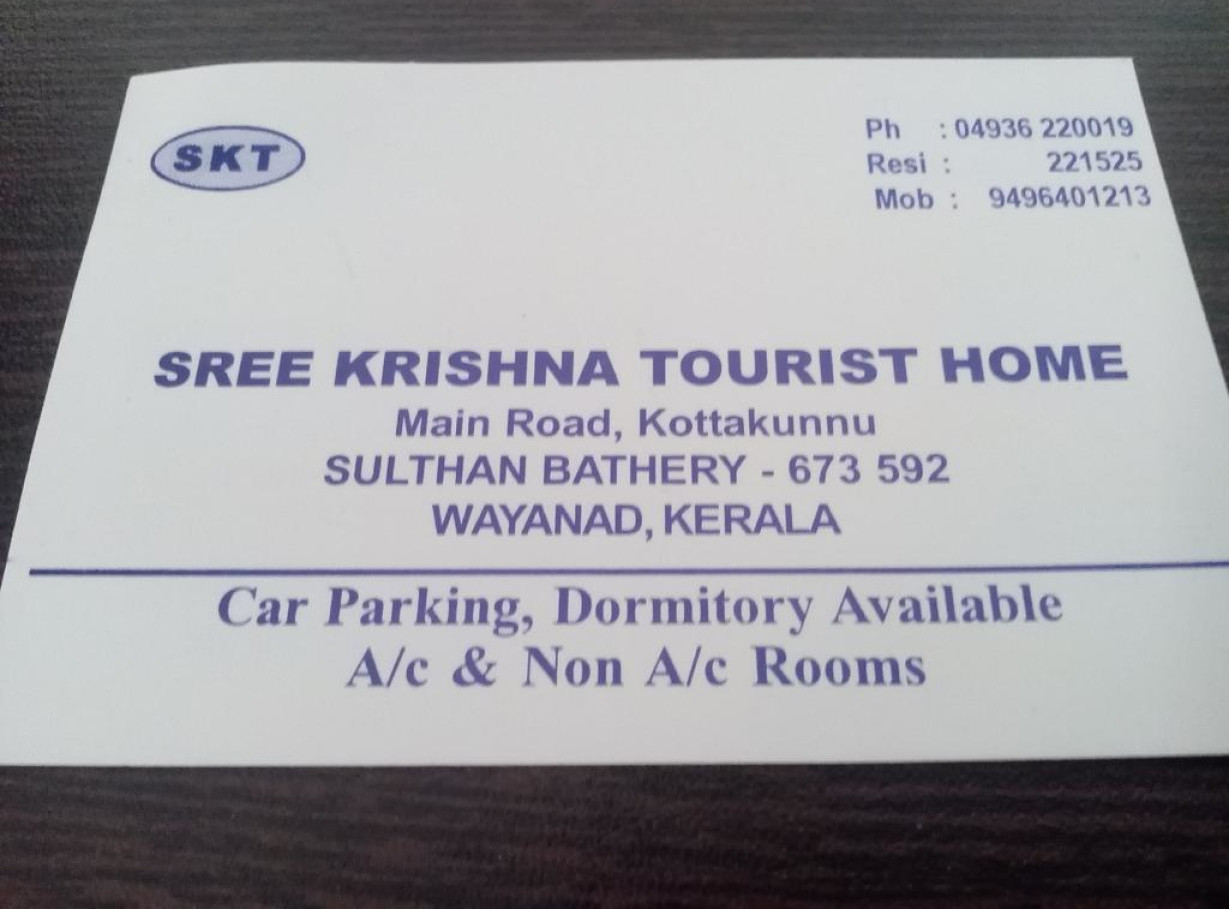 SKT
Ph : 04936 220019
Resi : 221525
Mob : 9496401213
SREE KRISHNA TOURIST HOME
Main Road, Kottakunnu
SULTHAN BATHERY - 673 592
WAYANAD, KERALA
Car Parking, Dormitory Available
A/c & Non A/c Rooms